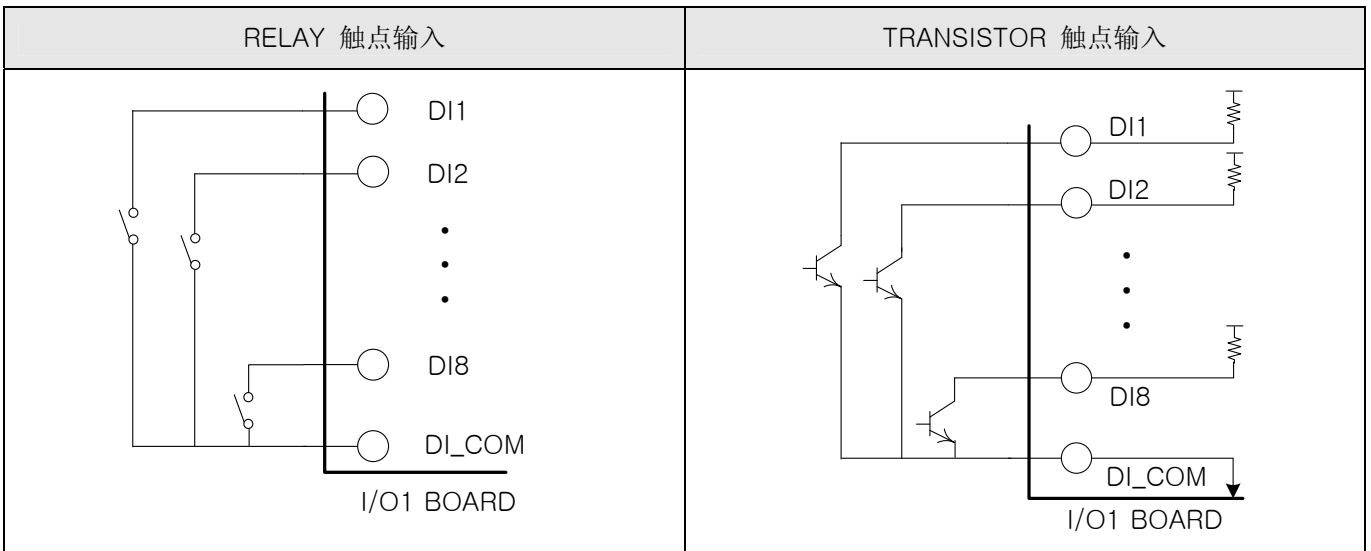 RELAY 触点输入
TRANSISTOR 触点输入
DI1
DI2
DI8
DI_COM
I/O1 BOARD
DI1
DI2
DI8
DI_COM
I/O1 BOARD